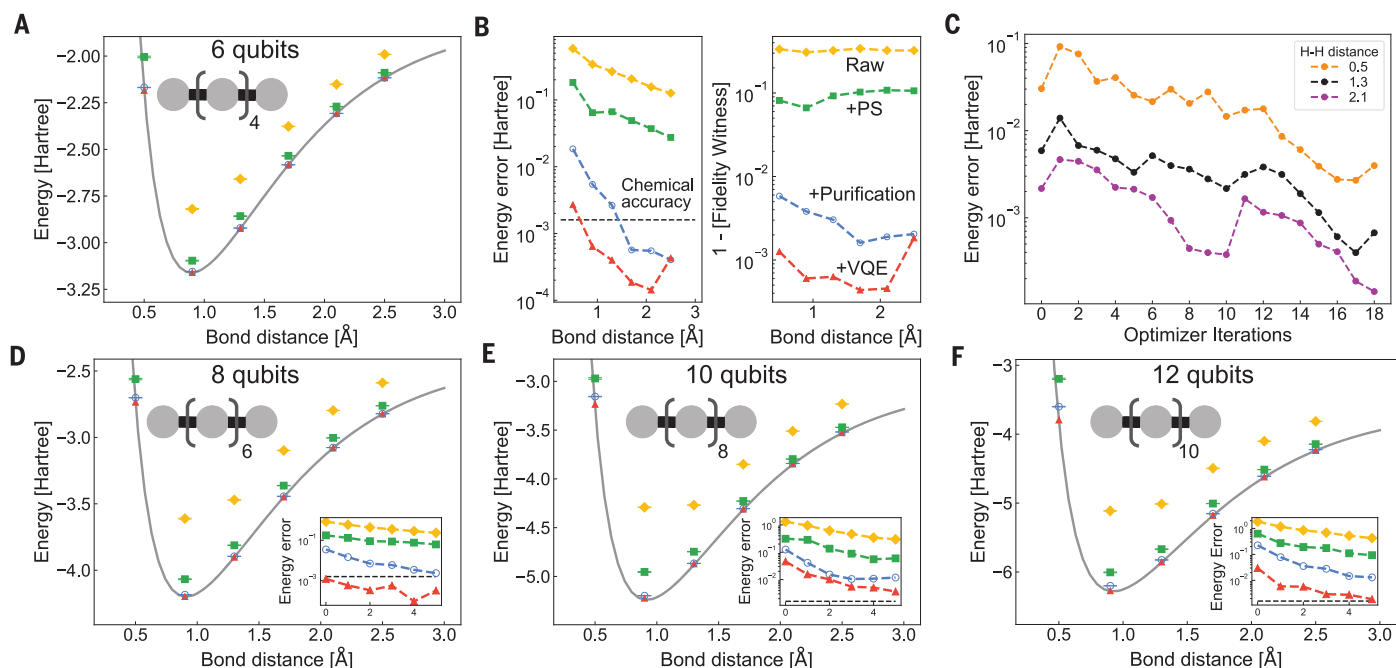 A
6 qubits
4
Energy [Hartree]
−2.00
−2.25
−2.50
−2.75
−3.00
−3.25
0.5 1.0 1.5 2.0 2.5 3.0
Bond distance [Å]
B
Energy error [Hartree]
10⁻¹
10⁻²
10⁻³
10⁻⁴
Chemical
accuracy
1 2 3
Bond distance [Å]
1 - [Fidelity Witness]
10⁻¹
10⁻²
10⁻³
Raw
+PS
+Purification
+VQE
1 2
Bond distance [Å]
C
Energy error [Hartree]
10⁻¹
10⁻²
10⁻³
H-H distance
0.5
1.3
2.1
0 2 4 6 8 10 12 14 16 18
Optimizer Iterations
D
8 qubits
6
Energy [Hartree]
−2.5
−3.0
−3.5
−4.0
Energy error
10⁻¹
10⁻³
0 2 4
0.5 1.0 1.5 2.0 2.5 3.0
Bond distance [Å]
E
10 qubits
8
Energy [Hartree]
−3.0
−3.5
−4.0
−4.5
−5.0
Energy error
10⁰
10⁻¹
10⁻²
0 2 4
0.5 1.0 1.5 2.0 2.5 3.0
Bond distance [Å]
F
12 qubits
10
Energy [Hartree]
−3
−4
−5
−6
Energy Error
10⁰
10⁻¹
10⁻²
0 2 4
0.5 1.0 1.5 2.0 2.5 3.0
Bond distance [Å]